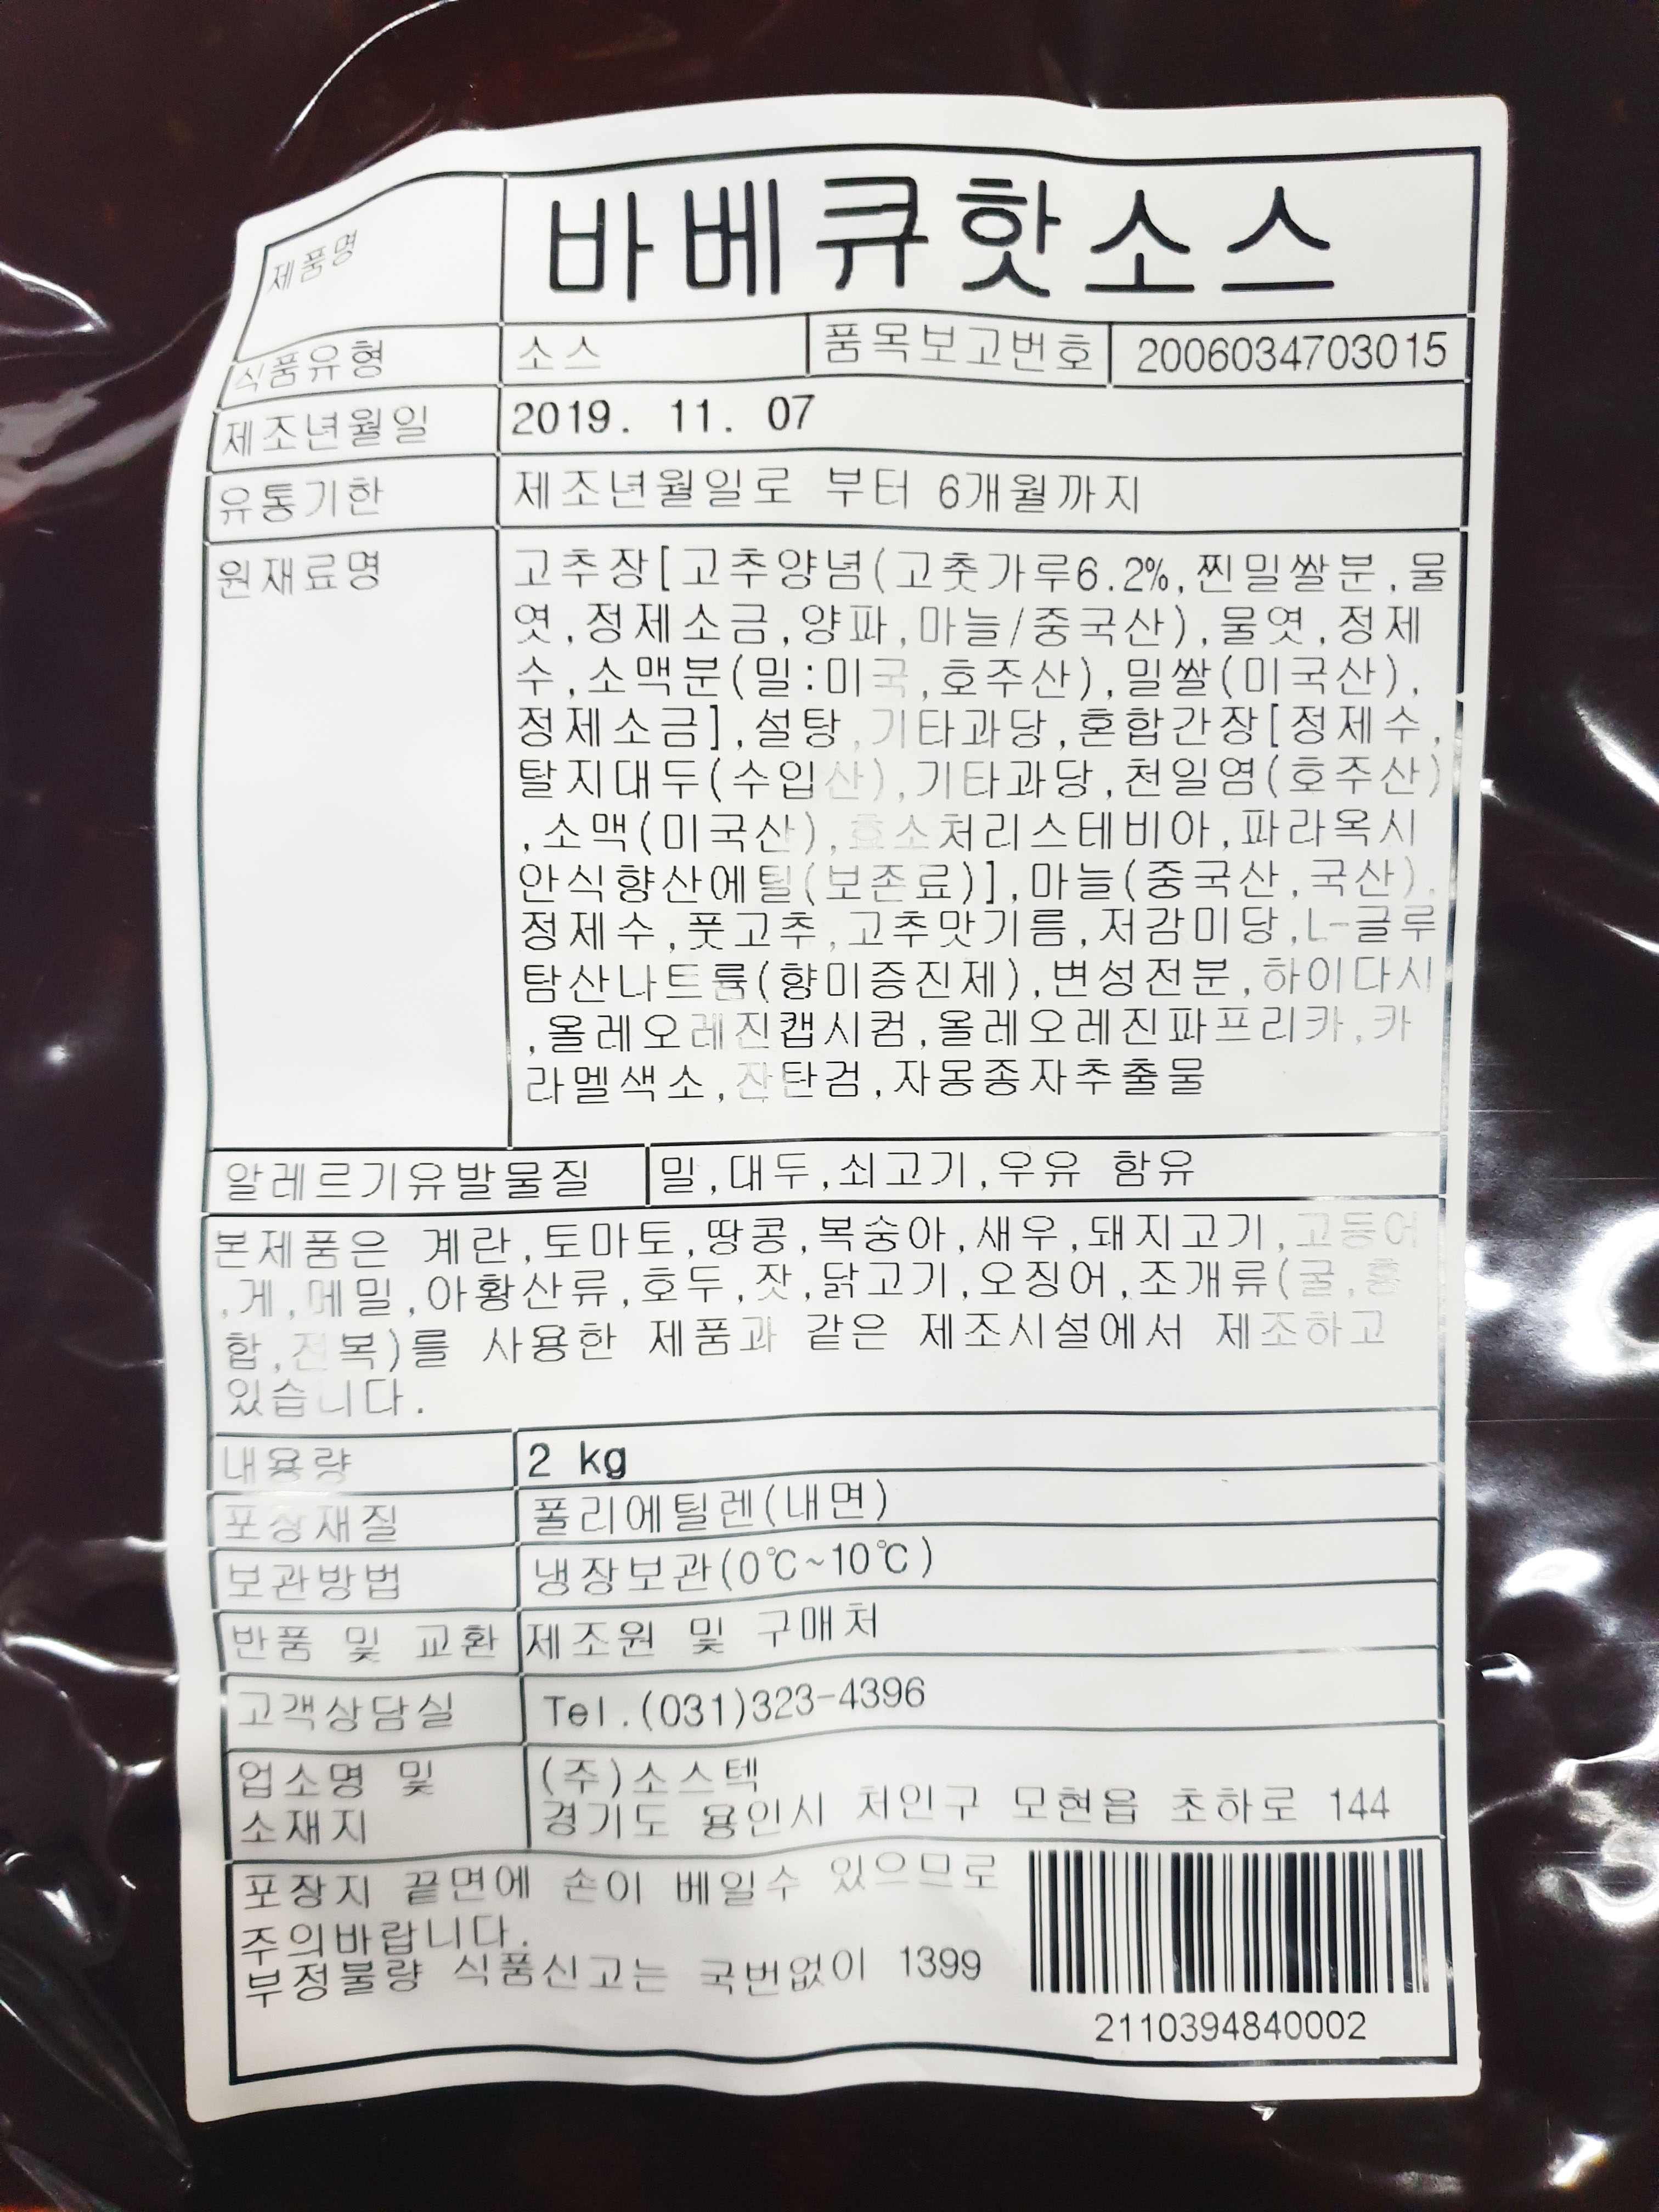 제품명 바베큐핫소스
식품유형 소스 품목보고번호 2006034703015
제조년월일 2019. 11. 07
유통기한 제조년월일로 부터 6개월까지
원재료명 고추장[고추양념(고춧가루6.2%,찐밀쌀분,물
엿,정제소금,양파,마늘/중국산),물엿,정제
수,소맥분(밀:미국,호주산),밀쌀(미국산),
정제소금],설탕,기타과당,혼합간장[정제수,
탈지대두(수입산),기타과당,천일염(호주산)
,소맥(미국산),효소처리스테비아,파라옥시
안식향산에틸(보존료)],마늘(중국산,국산),
정제수,풋고추,고추맛기름,저감미당,L-글루
탐산나트륨(향미증진제),변성전분,하이다시
,올레오레진캡시컴,올레오레진파프리카,카
라멜색소,잔탄검,자몽종자추출물
알레르기유발물질 밀,대두,쇠고기,우유 함유
본제품은 계란,토마토,땅콩,복숭아,새우,돼지고기,고등어
,게,메밀,아황산류,호두,잣,닭고기,오징어,조개류(굴,홍
합,전복)를 사용한 제품과 같은 제조시설에서 제조하고
있습니다.
내용량 2 kg
포장재질 폴리에틸렌(내면)
보관방법 냉장보관(0℃~10℃)
반품 및 교환 제조원 및 구매처
고객상담실 Tel.(031)323-4396
업소명 및 (주)소스텍
소재지 경기도 용인시 처인구 모현읍 초하로 144
포장지 끝면에 손이 베일수 있으므로
주의바랍니다.
부정불량 식품신고는 국번없이 1399
2110394840002